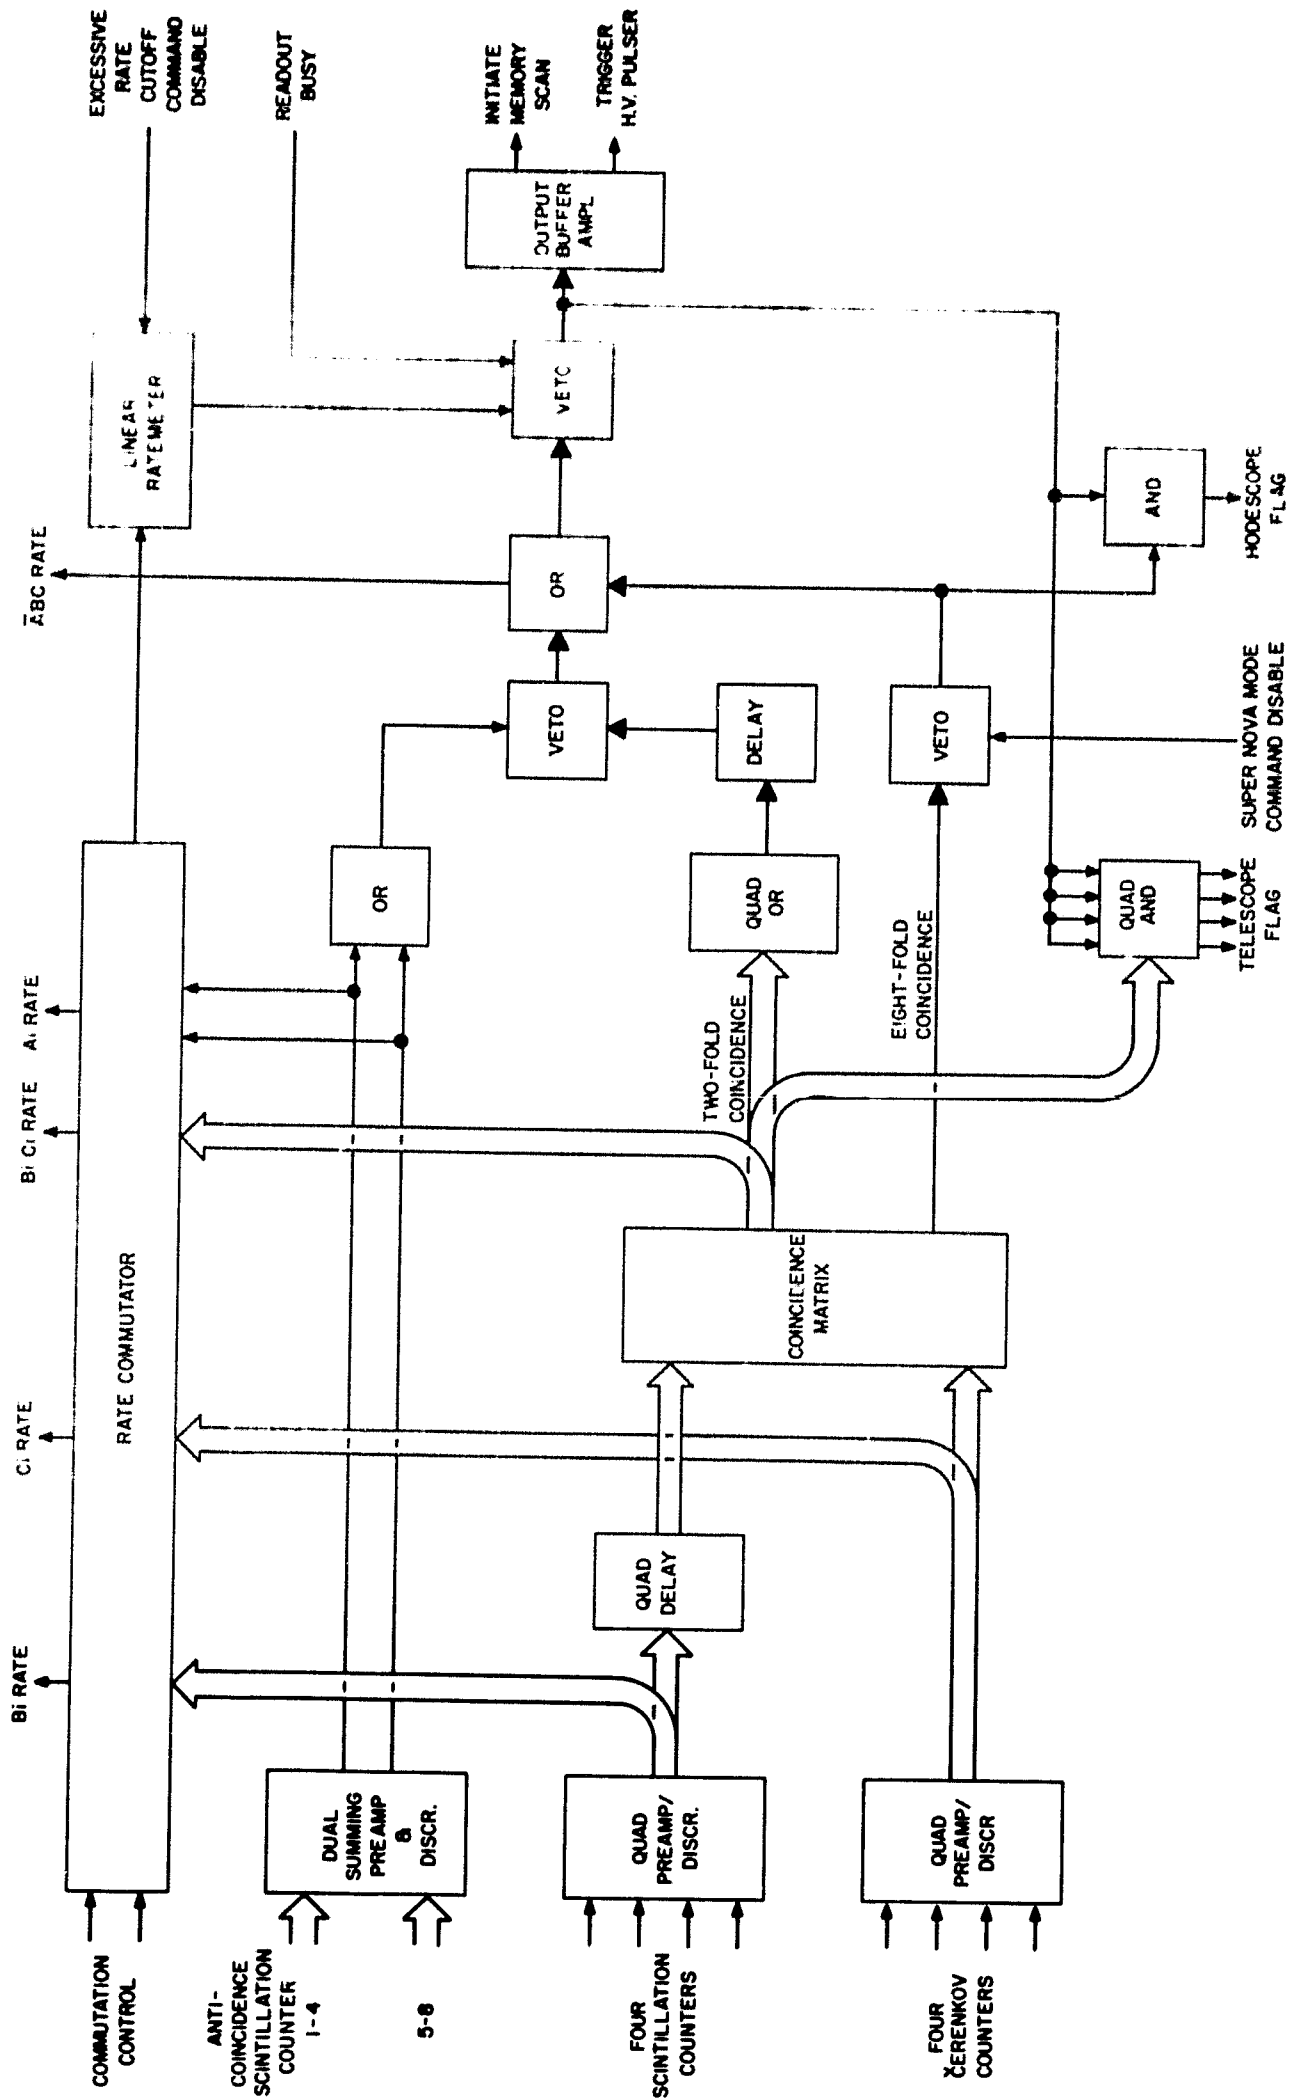 Bi RATE
Ci RATE
Bi Ci RATE
Ai RATE
ĀBC RATE
EXCESSIVE
RATE
CUTOFF
COMMAND
DISABLE
COMMUTATION
CONTROL
RATE COMMUTATOR
LINEAR
RATEMETER
READOUT
BUSY
ANTI-
COINCIDENCE
SCINTILLATION
COUNTER
1-4
5-8
DUAL
SUMMING
PREAMP
&
DISCR.
OR
VETO
OR
VETO
OUTPUT
BUFFER
AMPL
INITIATE
MEMORY
SCAN
TRIGGER
H.V. PULSER
FOUR
SCINTILLATION
COUNTERS
QUAD
PREAMP/
DISCR.
QUAD
DELAY
COINCIDENCE
MATRIX
TWO-FOLD
COINCIDENCE
QUAD
OR
DELAY
FOUR
ČERENKOV
COUNTERS
QUAD
PREAMP/
DISCR
EIGHT-FOLD
COINCIDENCE
VETO
QUAD
AND
AND
TELESCOPE
FLAG
SUPER NOVA MODE
COMMAND DISABLE
HODESCOPE
FLAG